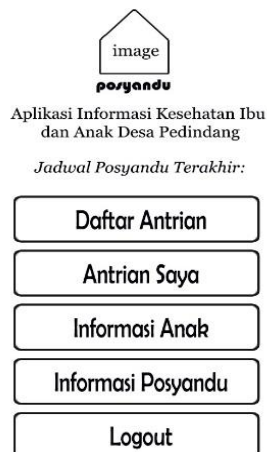 image
posyandu
Aplikasi Informasi Kesehatan Ibu
dan Anak Desa Pedindang
Jadwal Posyandu Terakhir:
Daftar Antrian
Antrian Saya
Informasi Anak
Informasi Posyandu
Logout